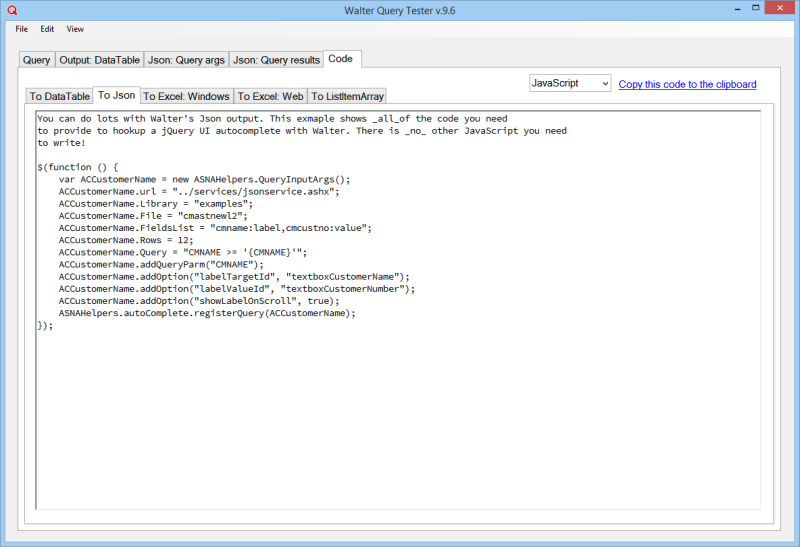 Walter Query Tester v.9.6
File Edit View
Query Output: DataTable Json: Query args Json: Query results Code
JavaScript Copy this code to the clipboard
To DataTable To Json To Excel: Windows To Excel: Web To ListItemArray
You can do lots with Walter's Json output. This exmaple shows _all_of the code you need
to provide to hookup a jQuery UI autocomplete with Walter. There is _no_ other JavaScript you need
to write!
$(function () {
    var ACCustomerName = new ASNAHelpers.QueryInputArgs();
    ACCustomerName.url = "../services/jsonservice.ashx";
    ACCustomerName.Library = "examples";
    ACCustomerName.File = "cmastnewl2";
    ACCustomerName.FieldsList = "cmname:label,cmcustno:value";
    ACCustomerName.Rows = 12;
    ACCustomerName.Query = "CMNAME >= '{CMNAME}'";
    ACCustomerName.addQueryParm("CMNAME");
    ACCustomerName.addOption("labelTargetId", "textboxCustomerName");
    ACCustomerName.addOption("labelValueId", "textboxCustomerNumber");
    ACCustomerName.addOption("showLabelOnScroll", true);
    ASNAHelpers.autoComplete.registerQuery(ACCustomerName);
});